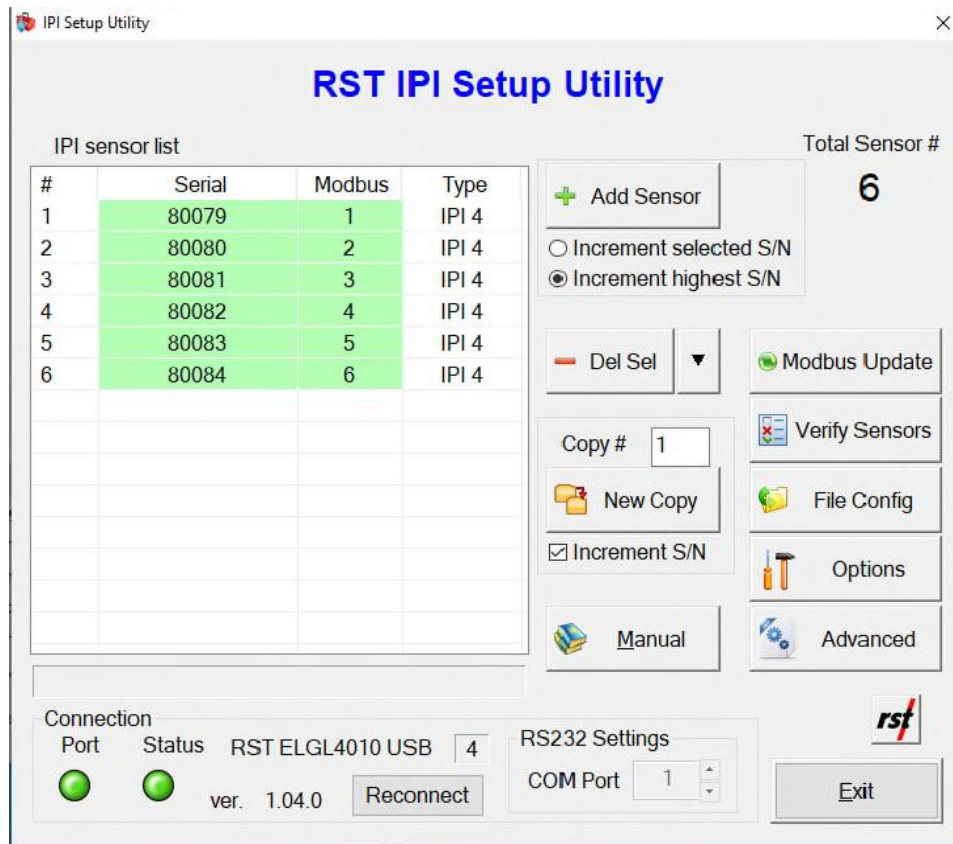 IPI Setup Utility
RST IPI Setup Utility
IPI sensor list
Total Sensor #
6
# Serial Modbus Type
1 80079 1 IPI 4
2 80080 2 IPI 4
3 80081 3 IPI 4
4 80082 4 IPI 4
5 80083 5 IPI 4
6 80084 6 IPI 4
Add Sensor
Increment selected S/N
Increment highest S/N
Del Sel
Modbus Update
Copy # 1
Verify Sensors
New Copy
File Config
Increment S/N
Options
Manual
Advanced
Connection
Port Status RST ELGL4010 USB 4
ver. 1.04.0 Reconnect
RS232 Settings
COM Port 1
rst
Exit